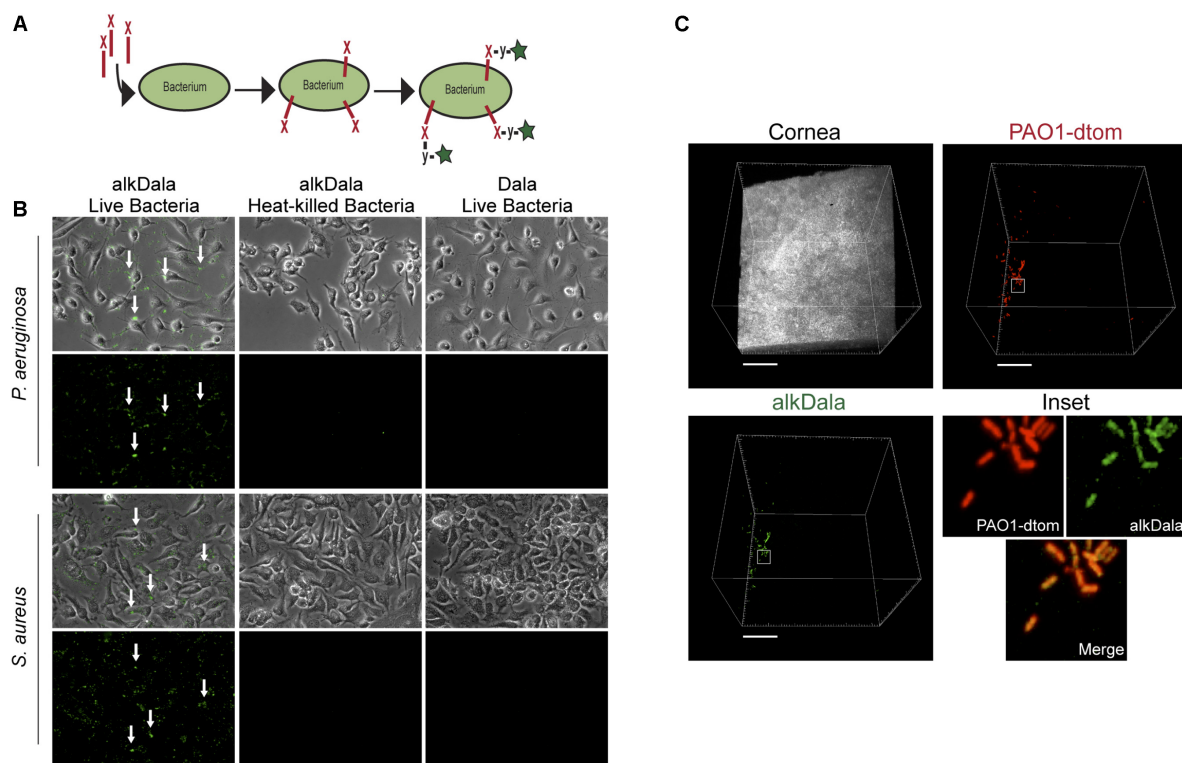 A
X
X
X
Bacterium
Bacterium
X
X
X
Bacterium
X-y-★
X-y-★
X
y-★
B
alkDala
Live Bacteria
alkDala
Heat-killed Bacteria
Dala
Live Bacteria
P. aeruginosa
S. aureus
C
Cornea
PAO1-dtom
alkDala
Inset
PAO1-dtom
alkDala
Merge